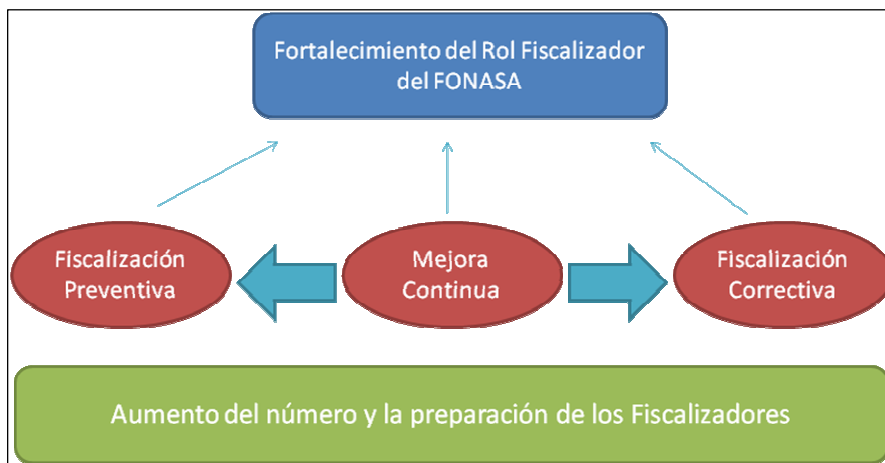 Fortalecimiento del Rol Fiscalizador
del FONASA
Fiscalización
Preventiva
Mejora
Continua
Fiscalización
Correctiva
Aumento del número y la preparación de los Fiscalizadores